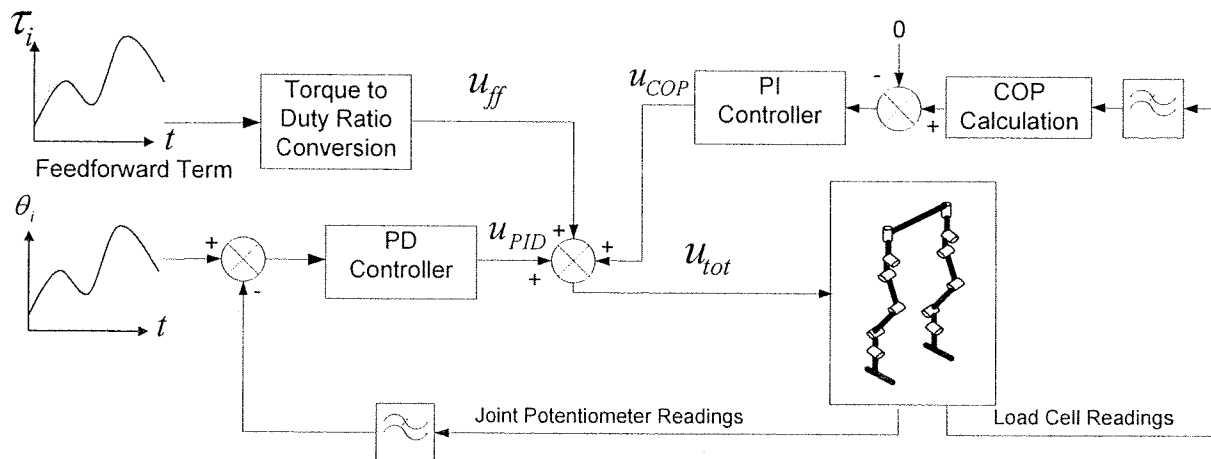 τi
t
Feedforward Term
Torque to
Duty Ratio
Conversion
uff
uCOP
PI
Controller
0
-
+
COP
Calculation
θi
t
+
-
PD
Controller
uPID
+
+
+
utot
Joint Potentiometer Readings
Load Cell Readings